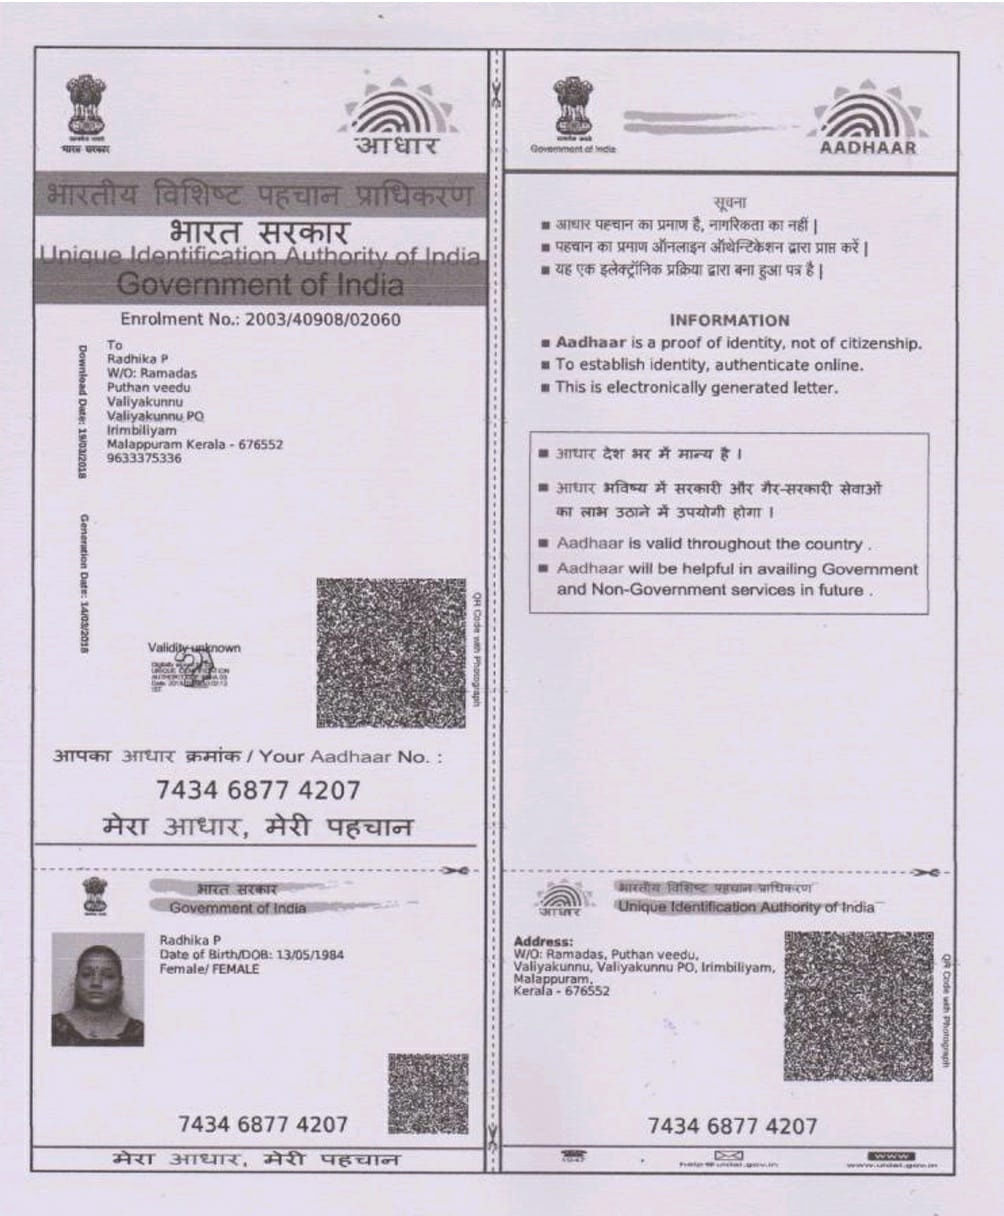 भारत सरकार
आधार
भारतीय विशिष्ट पहचान प्राधिकरण
भारत सरकार
Unique Identification Authority of India
Government of India
Enrolment No.: 2003/40908/02060
Download Date: 19/03/2018
Generation Date: 14/03/2018
To
Radhika P
W/O: Ramadas
Puthan veedu
Valiyakunnu
Valiyakunnu PO
Irimbiliyam
Malappuram Kerala - 676552
9633375336
QR Code with Photograph
Validity unknown
आपका आधार क्रमांक / Your Aadhaar No. :
7434 6877 4207
मेरा आधार, मेरी पहचान
भारत सरकार
Government of India
Radhika P
Date of Birth/DOB: 13/05/1984
Female/ FEMALE
7434 6877 4207
मेरा आधार, मेरी पहचान
Government of India
AADHAAR
सूचना
■ आधार पहचान का प्रमाण है, नागरिकता का नहीं |
■ पहचान का प्रमाण ऑनलाइन ऑथेन्टिकेशन द्वारा प्राप्त करें |
■ यह एक इलेक्ट्रॉनिक प्रक्रिया द्वारा बना हुआ पत्र है |
INFORMATION
■ Aadhaar is a proof of identity, not of citizenship.
■ To establish identity, authenticate online.
■ This is electronically generated letter.
■ आधार देश भर में मान्य है ।
■ आधार भविष्य में सरकारी और गैर-सरकारी सेवाओं
का लाभ उठाने में उपयोगी होगा ।
■ Aadhaar is valid throughout the country .
■ Aadhaar will be helpful in availing Government
and Non-Government services in future .
आधार
भारतीय विशिष्ट पहचान प्राधिकरण
Unique Identification Authority of India
Address:
W/O: Ramadas, Puthan veedu,
Valiyakunnu, Valiyakunnu PO, Irimbiliyam,
Malappuram,
Kerala - 676552
QR Code with Photograph
7434 6877 4207
1947
help@uidai.gov.in
www
www.uidai.gov.in